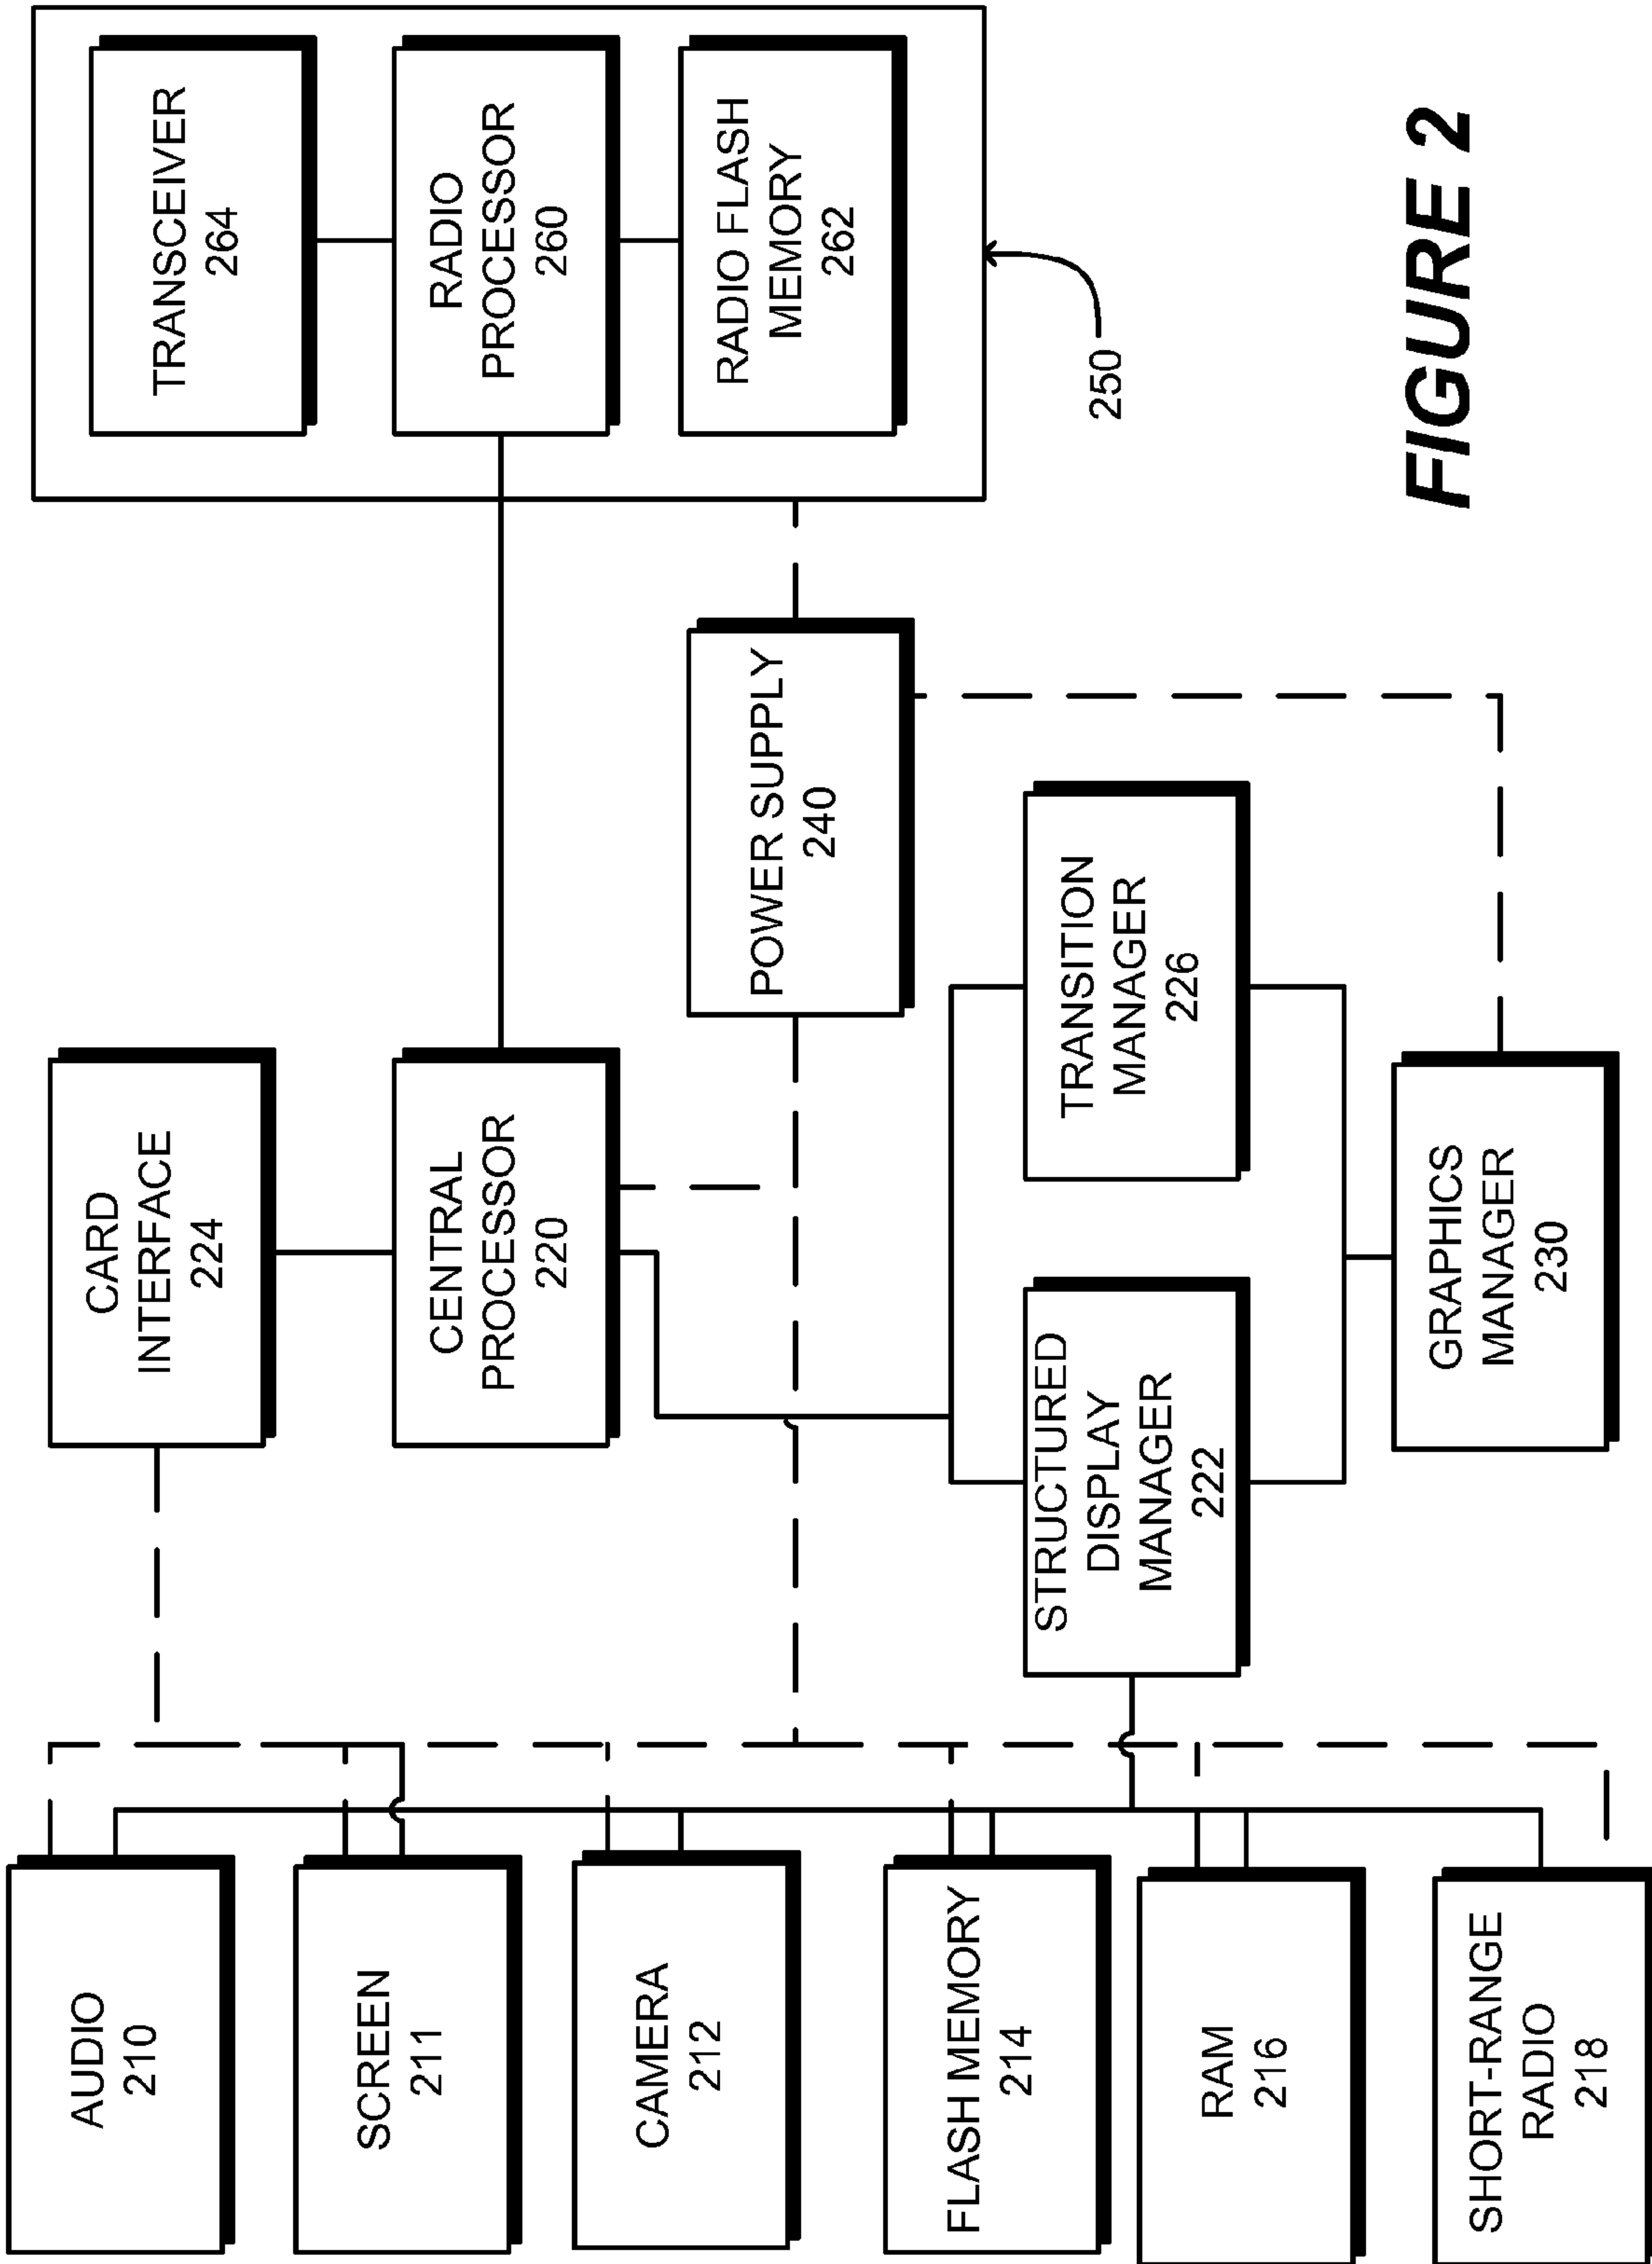 AUDIO
210
SCREEN
211
CAMERA
212
FLASH MEMORY
214
RAM
216
SHORT-RANGE
RADIO
218
CARD
INTERFACE
224
CENTRAL
PROCESSOR
220
STRUCTURED
DISPLAY
MANAGER
222
TRANSITION
MANAGER
226
GRAPHICS
MANAGER
230
POWER SUPPLY
240
TRANSCEIVER
264
RADIO
PROCESSOR
260
RADIO FLASH
MEMORY
262
250
FIGURE 2